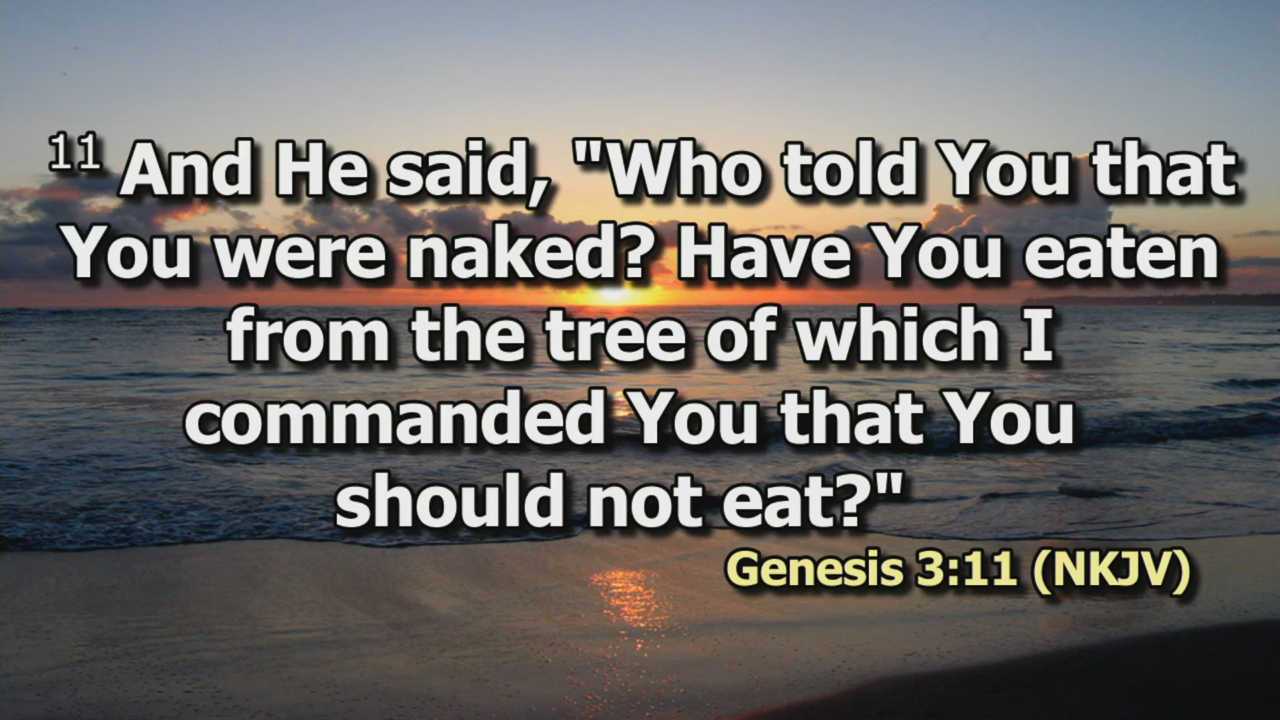 11 And He said, "Who told You that
You were naked? Have You eaten
from the tree of which I
commanded You that You
should not eat?"
Genesis 3:11 (NKJV)